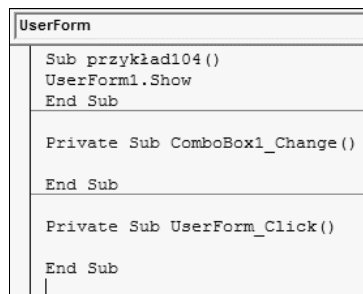 UserForm
Sub przykład104()
UserForm1.Show
End Sub
Private Sub ComboBox1_Change()
End Sub
Private Sub UserForm_Click()
End Sub